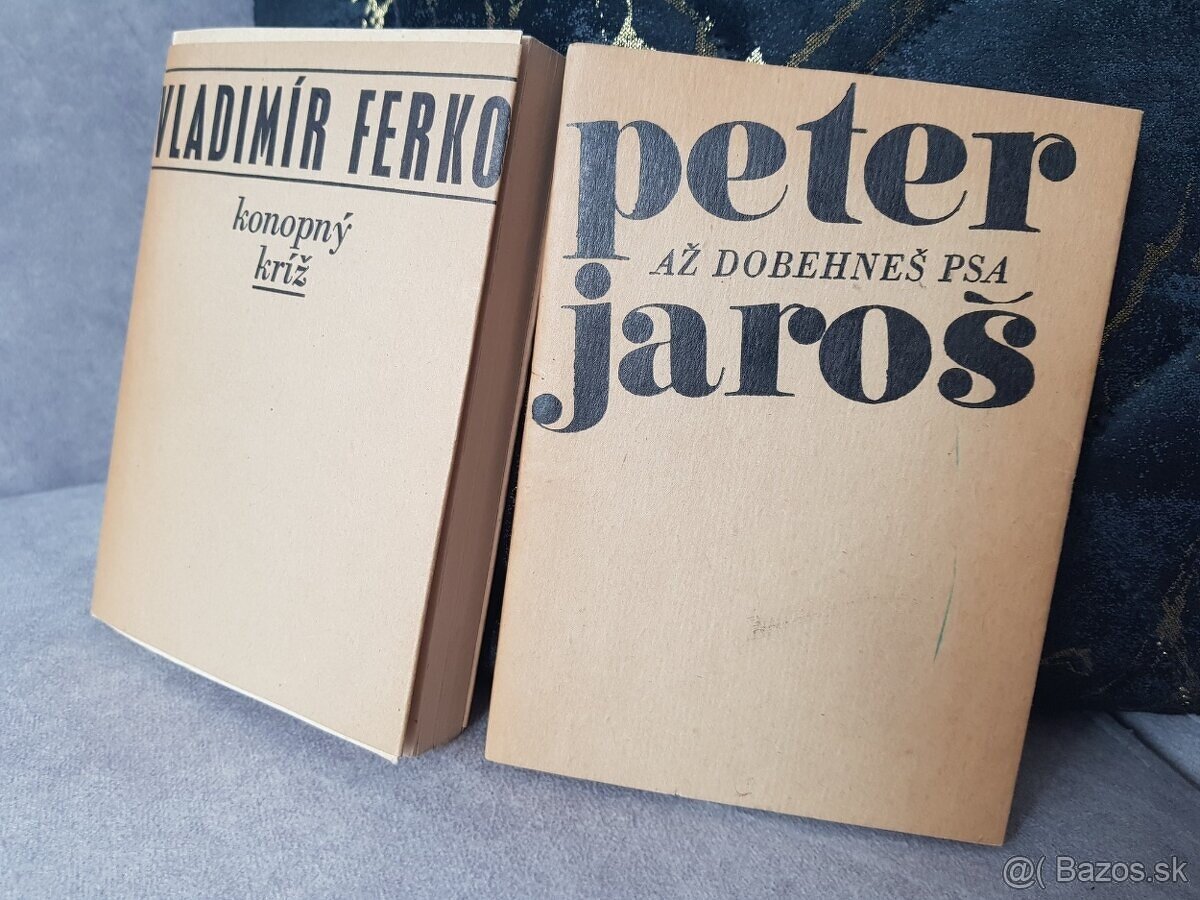 VLADIMÍR FERKO
konopný
kríž
peter
AŽ DOBEHNEŠ PSA
jaroš
@( Bazos.sk